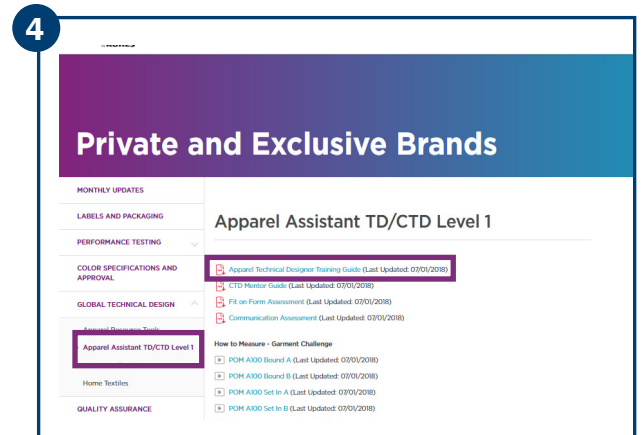 4
Private and Exclusive Brands
MONTHLY UPDATES
LABELS AND PACKAGING
PERFORMANCE TESTING
COLOR SPECIFICATIONS AND
APPROVAL
GLOBAL TECHNICAL DESIGN
Apparel Resource Tools
Apparel Assistant TD/CTD Level 1
Home Textiles
QUALITY ASSURANCE
Apparel Assistant TD/CTD Level 1
Apparel Technical Designer Training Guide (Last Updated: 07/01/2018)
CTD Mentor Guide (Last Updated: 07/01/2018)
Fit on Form Assessment (Last Updated: 07/01/2018)
Communication Assessment (Last Updated: 07/01/2018)
How to Measure - Garment Challenge
POM A100 Bound A (Last Updated: 07/01/2018)
POM A100 Bound B (Last Updated: 07/01/2018)
POM A100 Set In A (Last Updated: 07/01/2018)
POM A100 Set In B (Last Updated: 07/01/2018)